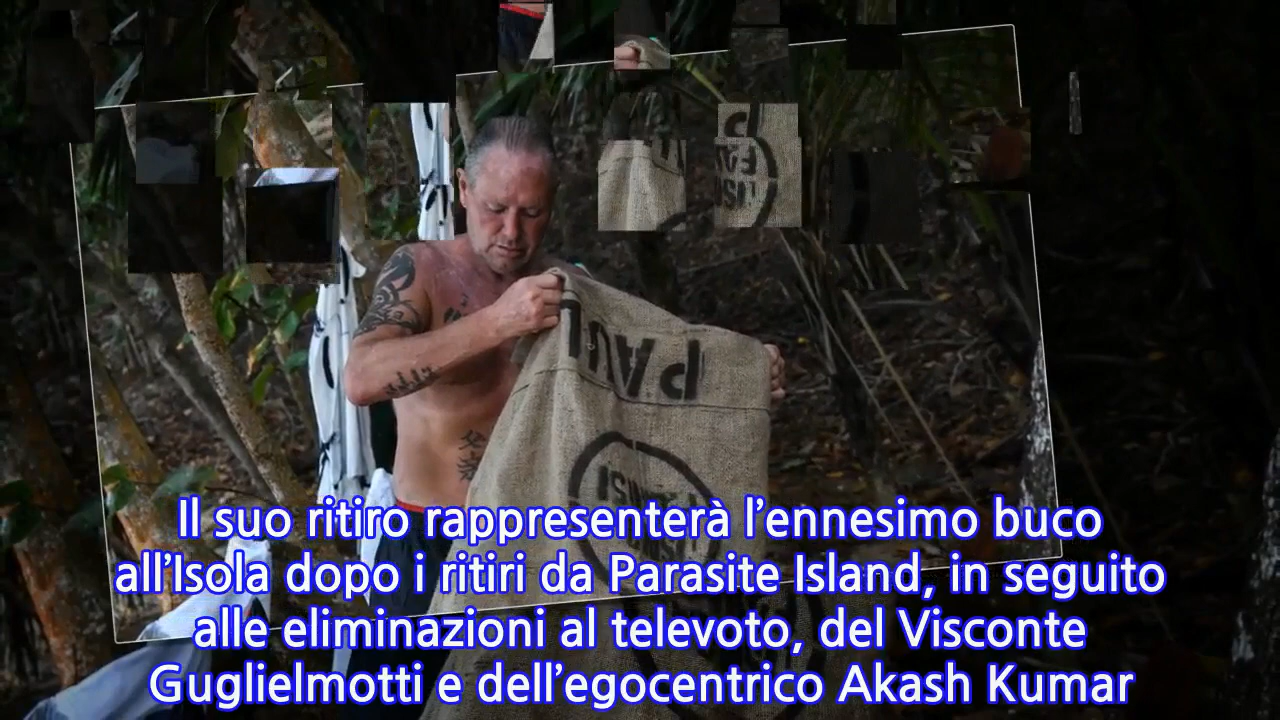 PAUL
Il suo ritiro rappresenterà l'ennesimo buco
all'Isola dopo i ritiri da Parasite Island, in seguito
alle eliminazioni al televoto, del Visconte
Guglielmotti e dell'egocentrico Akash Kumar